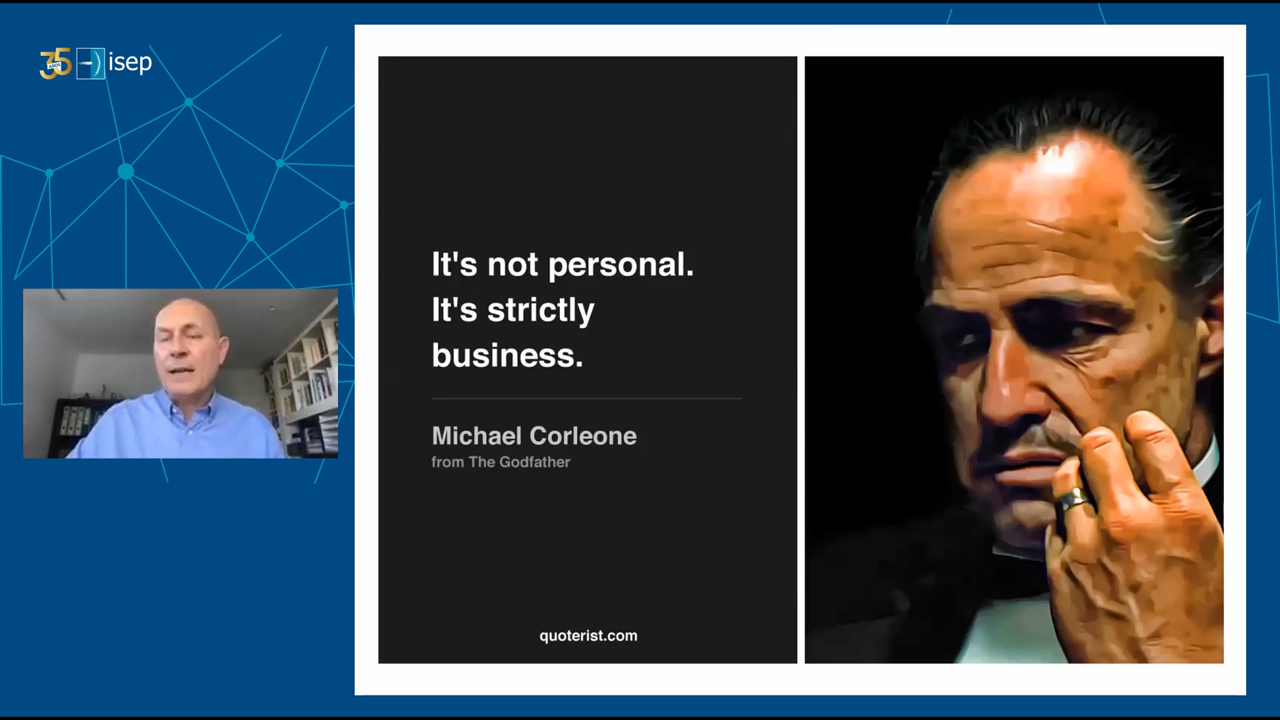 35
isep
It's not personal.
It's strictly
business.
Michael Corleone
from The Godfather
quoterist.com